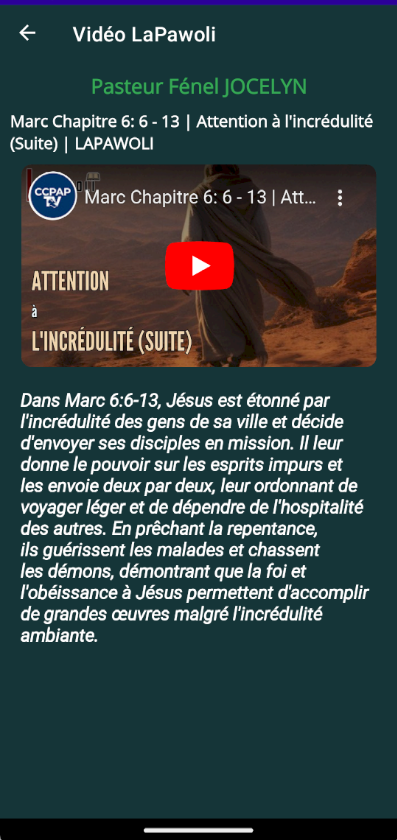 Vidéo LaPawoli
Pasteur Fénel JOCELYN
Marc Chapitre 6: 6 - 13 | Attention à l'incrédulité
(Suite) | LAPAWOLI
CCPAP
TV
Marc Chapitre 6: 6 - 13 | Att...
ATTENTION
à
L'INCRÉDULITÉ (SUITE)
Dans Marc 6:6-13, Jésus est étonné par
l'incrédulité des gens de sa ville et décide
d'envoyer ses disciples en mission. Il leur
donne le pouvoir sur les esprits impurs et
les envoie deux par deux, leur ordonnant de
voyager léger et de dépendre de l'hospitalité
des autres. En prêchant la repentance,
ils guérissent les malades et chassent
les démons, démontrant que la foi et
l'obéissance à Jésus permettent d'accomplir
de grandes œuvres malgré l'incrédulité
ambiante.